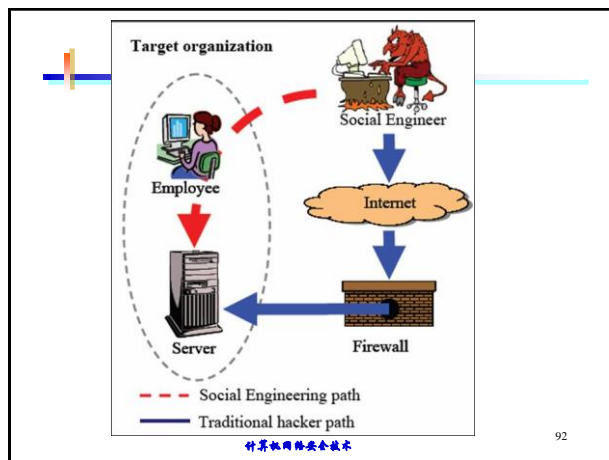 Target organization
Social Engineer
Employee
Internet
Server
Firewall
Social Engineering path
Traditional hacker path
计算机网络安全技术
92